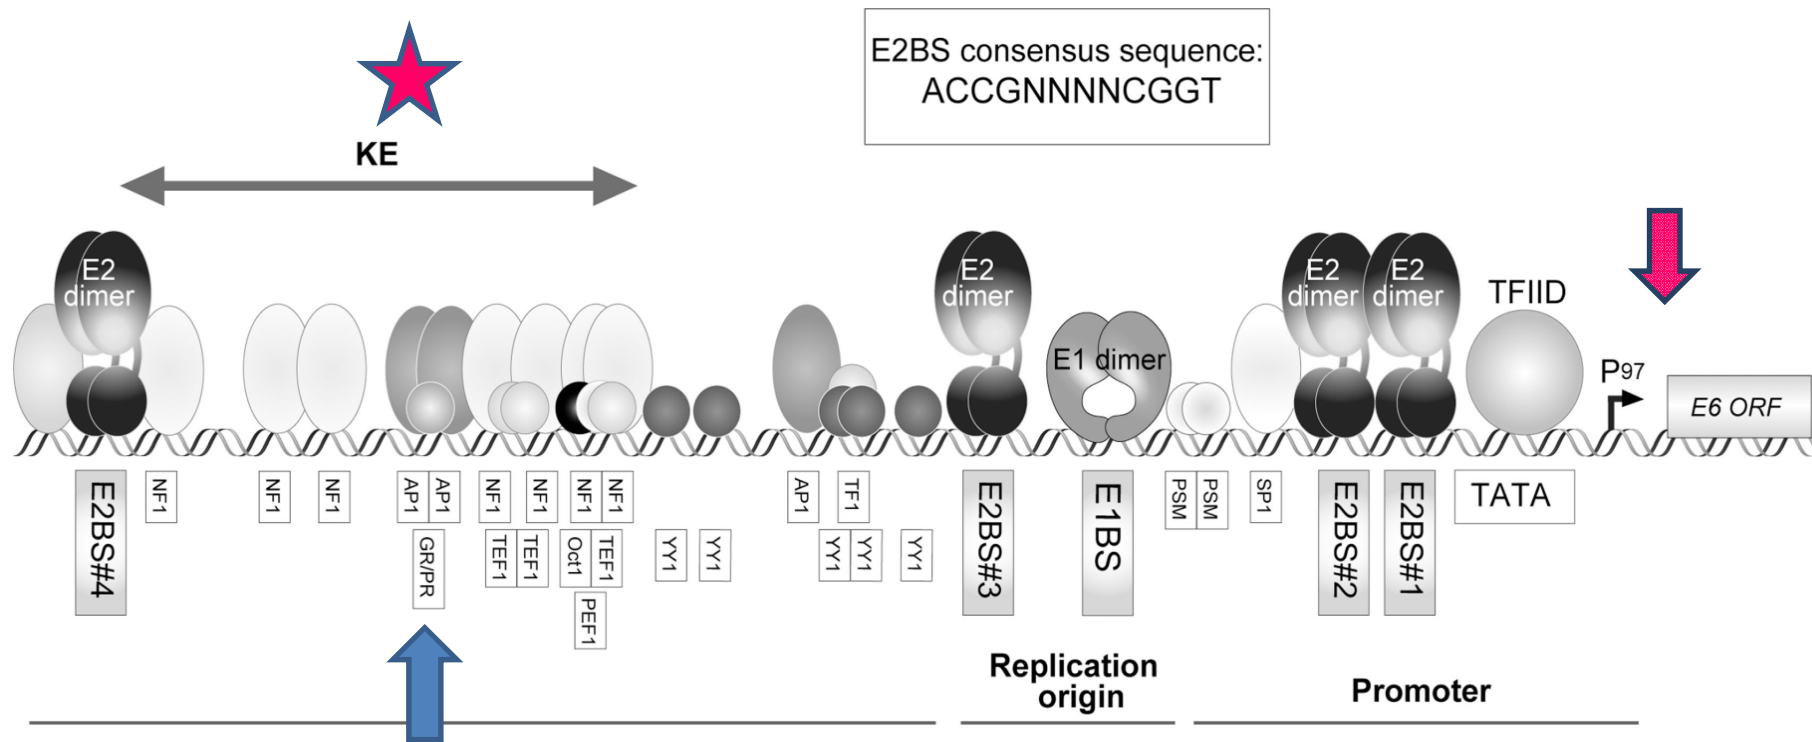 E2BS consensus sequence:
ACCGNNNNCGGT
KE
E2
dimer
E2
dimer
E2
dimer
E2
dimer
TFIID
E1 dimer
P97
E6 ORF
E2BS#4
NF1
NF1
NF1
AP1
AP1
NF1
NF1
NF1
NF1
AP1
TF1
E2BS#3
E1BS
PSM
PSM
SP1
E2BS#2
E2BS#1
TATA
GR/PR
TEF1
TEF1
Oct1
TEF1
YY1
YY1
YY1
YY1
YY1
PEF1
Replication
origin
Promoter